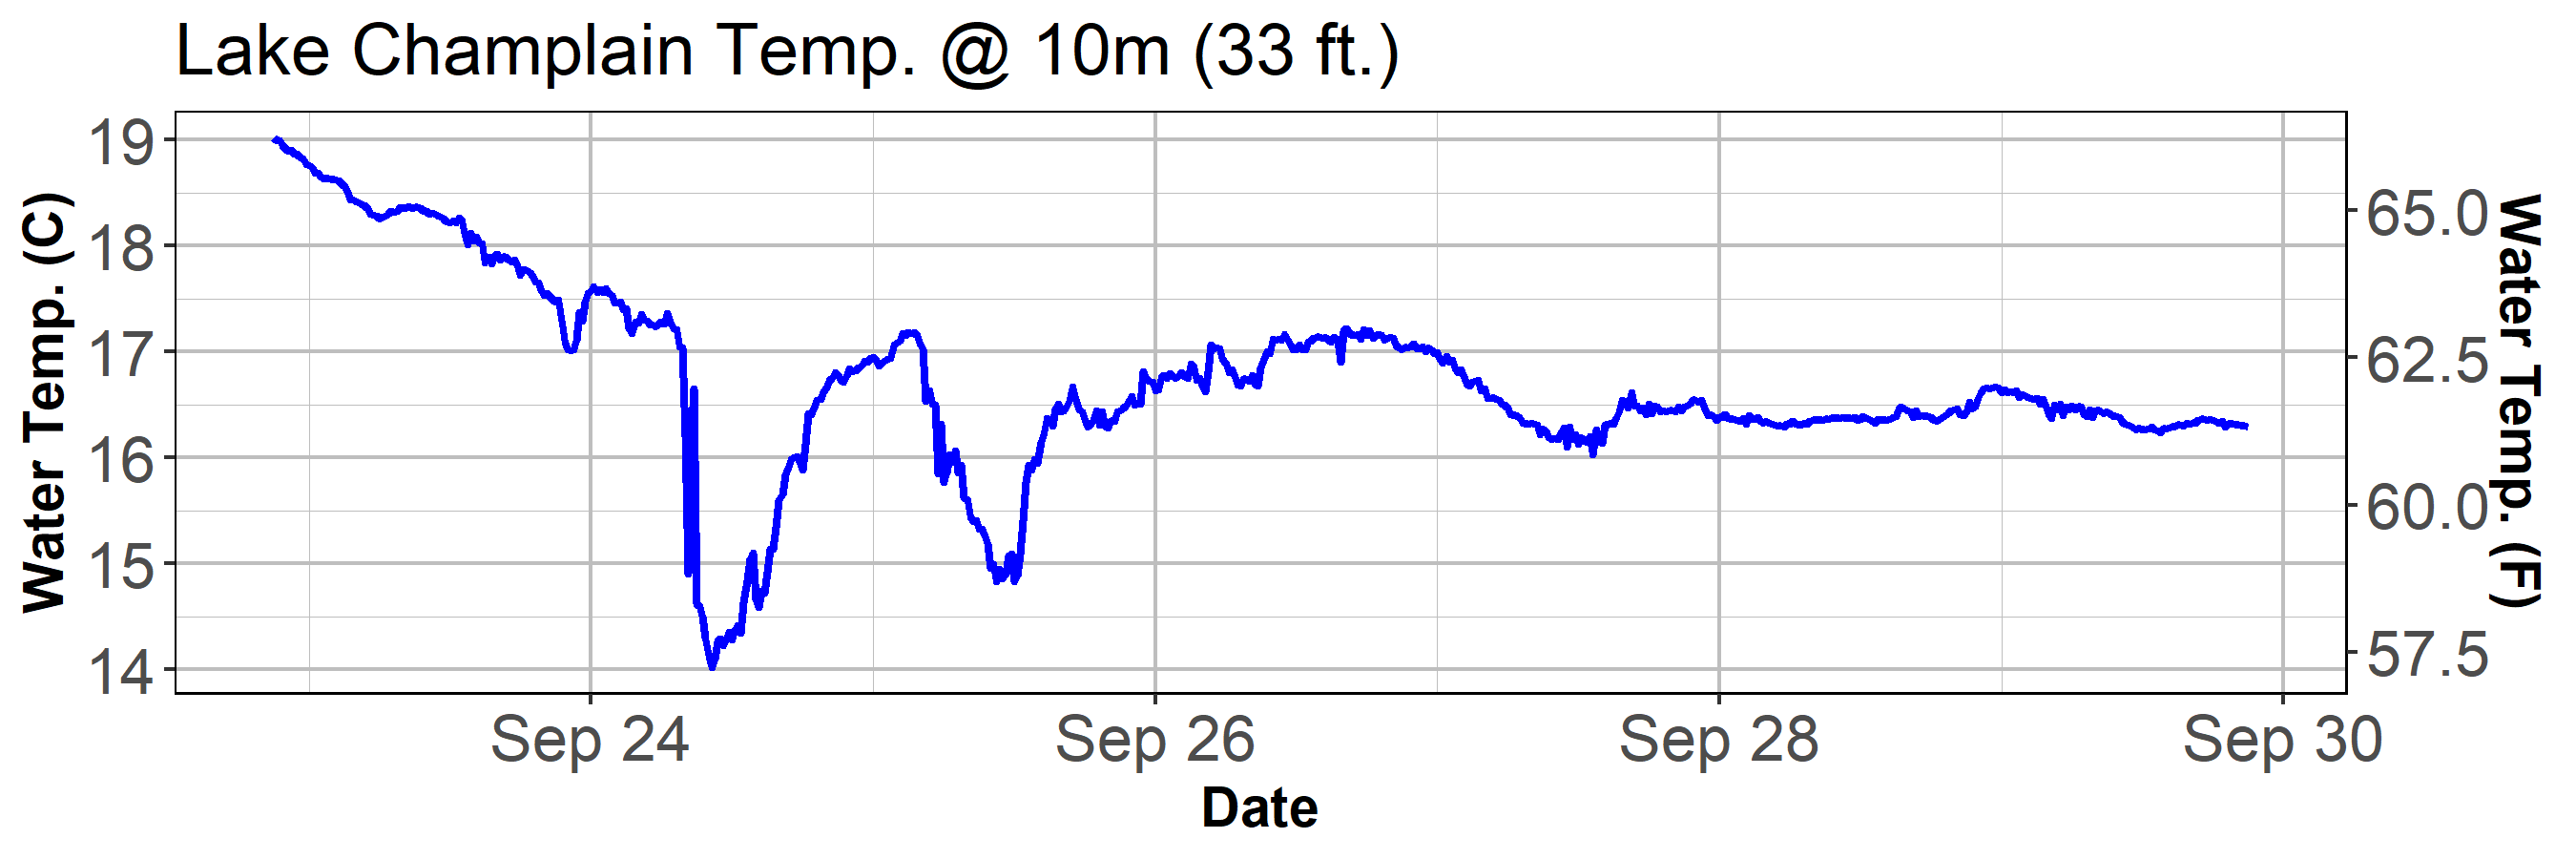 Lake Champlain Temp. @ 10m (33 ft.)
Water Temp. (C)
19
18
17
16
15
14
65.0
62.5
60.0
57.5
Water Temp. (F)
Sep 24 Sep 26 Sep 28 Sep 30
Date